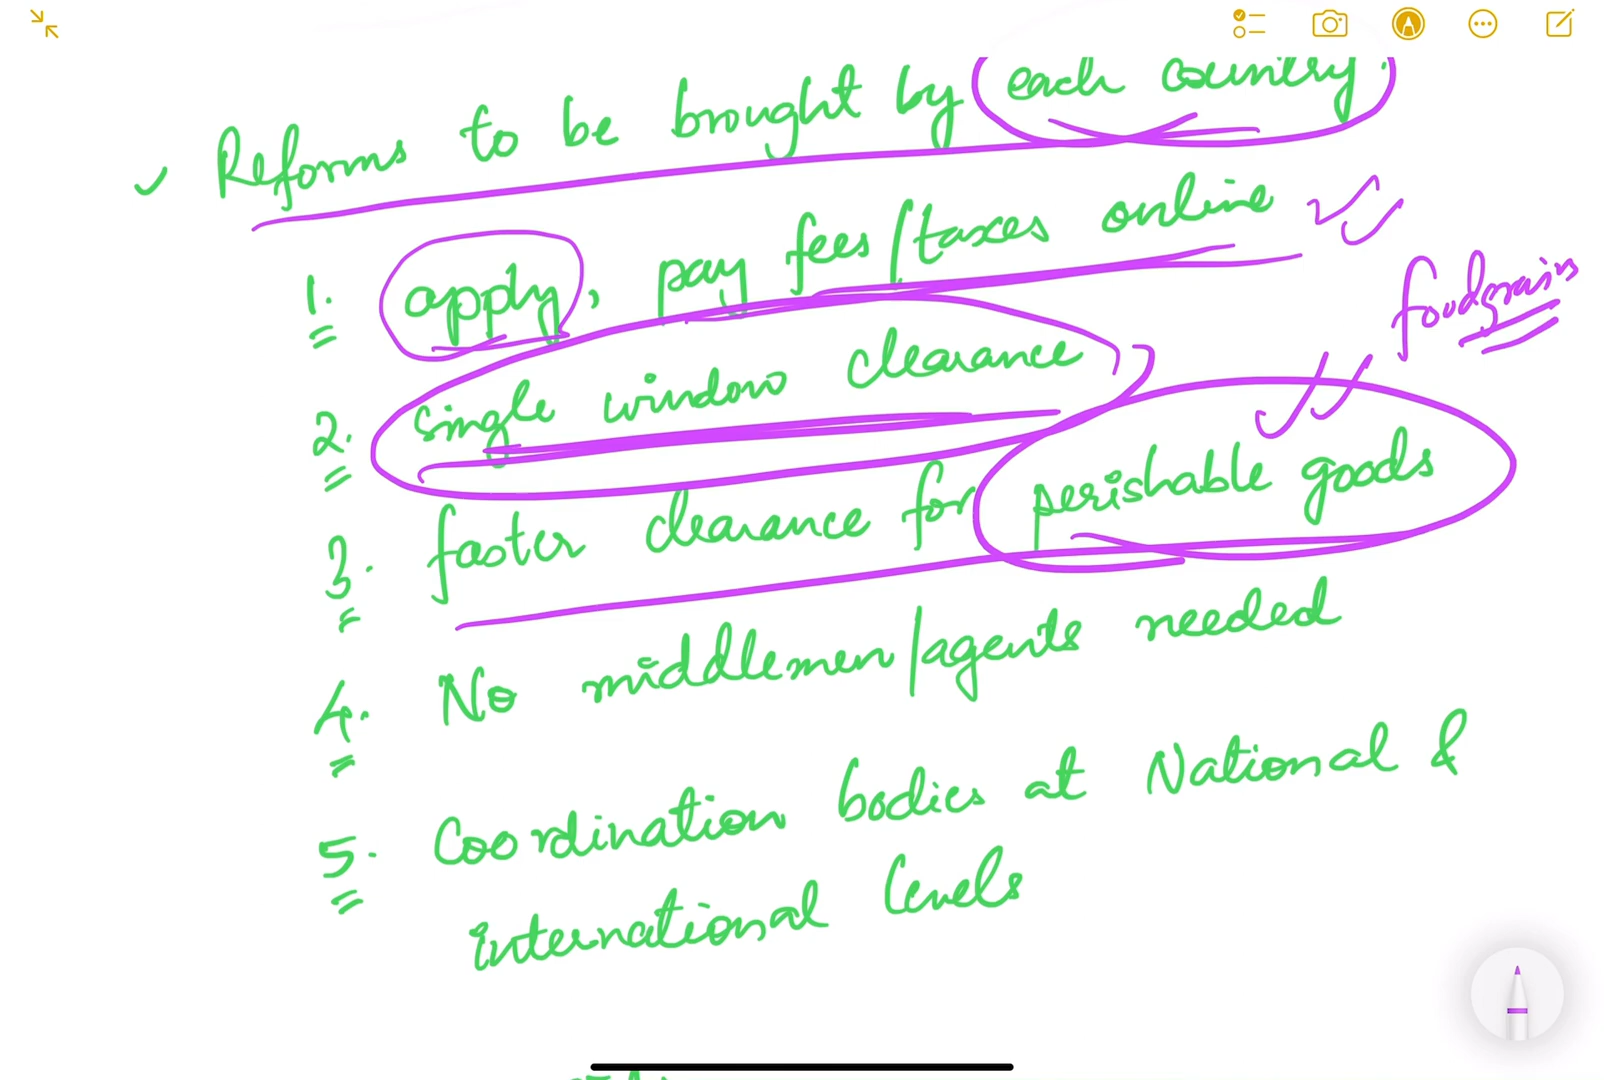 Reforms to be brought by each country.
1. apply, pay fees/taxes online
foodgrains
2. single window clearance
3. faster clearance for perishable goods
4. No middlemen/agents needed
5. Coordination bodies at National &
international levels